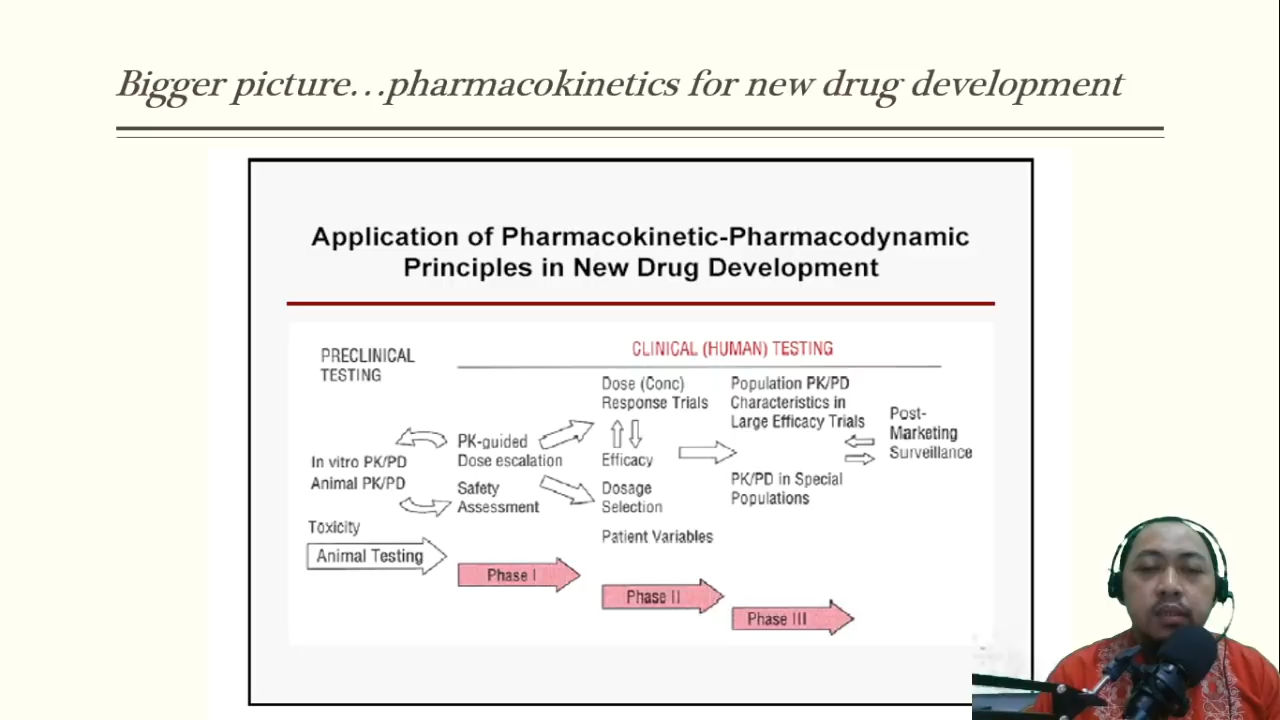 Bigger picture...pharmacokinetics for new drug development
Application of Pharmacokinetic-Pharmacodynamic
Principles in New Drug Development
PRECLINICAL
TESTING
CLINICAL (HUMAN) TESTING
In vitro PK/PD
Animal PK/PD
Toxicity
Animal Testing
PK-guided
Dose escalation
Safety
Assessment
Phase I
Dose (Conc)
Response Trials
Efficacy
Dosage
Selection
Patient Variables
Phase II
Population PK/PD
Characteristics in
Large Efficacy Trials
PK/PD in Special
Populations
Phase III
Post-
Marketing
Surveillance